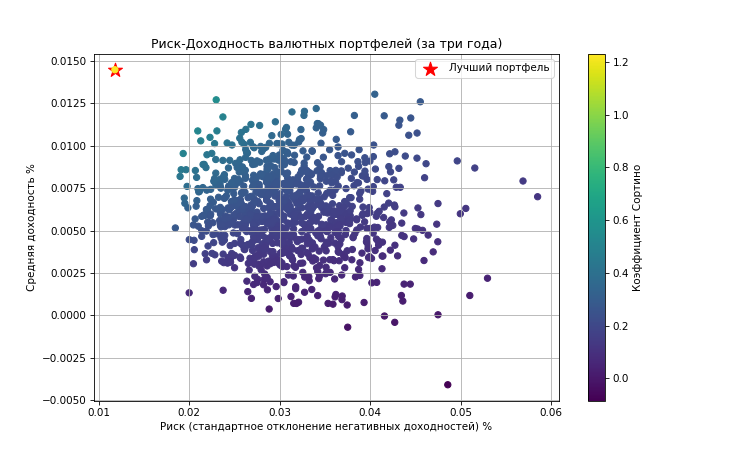 Риск-Доходность валютных портфелей (за три года)
Лучший портфель
Средняя доходность %
0.0150
0.0125
0.0100
0.0075
0.0050
0.0025
0.0000
−0.0025
−0.0050
0.01 0.02 0.03 0.04 0.05 0.06
Риск (стандартное отклонение негативных доходностей) %
1.2
1.0
0.8
0.6
0.4
0.2
0.0
Коэффициент Сортино